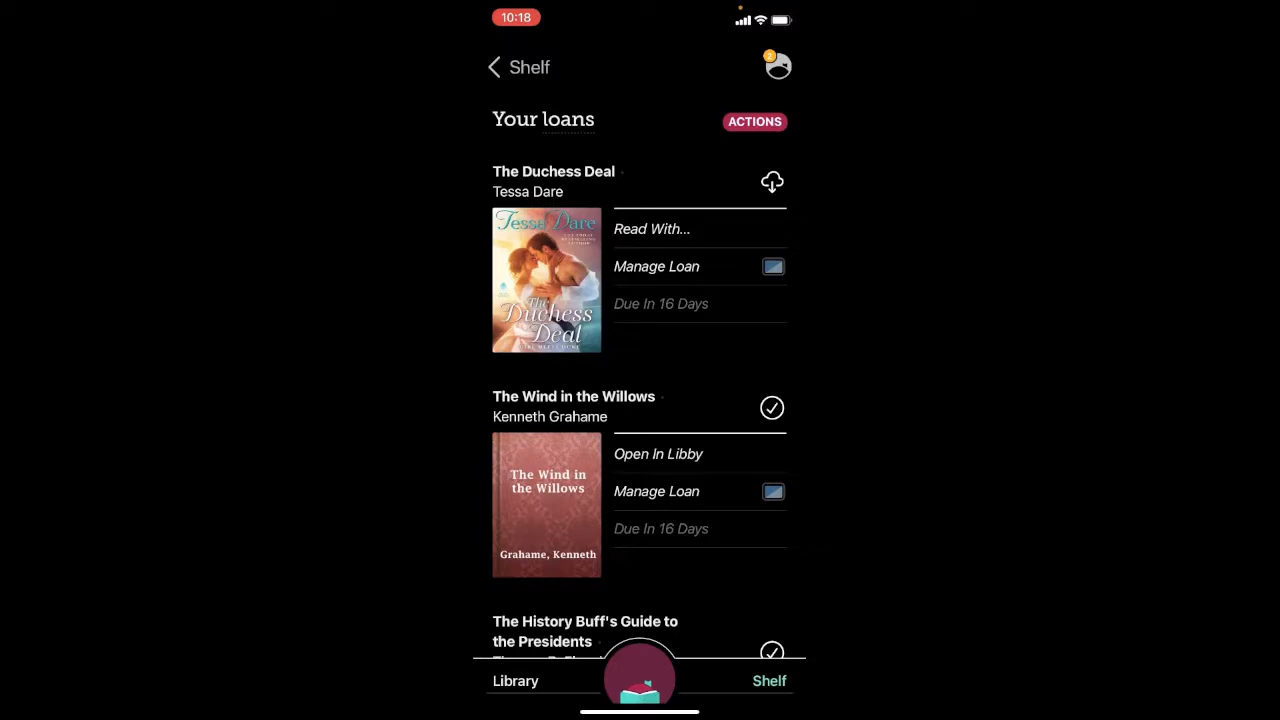 10:18
Shelf
2
Your loans
ACTIONS
The Duchess Deal
Tessa Dare
Tessa Dare
The
Duchess
Deal
Read With...
Manage Loan
Due In 16 Days
The Wind in the Willows
Kenneth Grahame
The Wind in
the Willows
Grahame, Kenneth
Open In Libby
Manage Loan
Due In 16 Days
The History Buff's Guide to
the Presidents
Library
Shelf